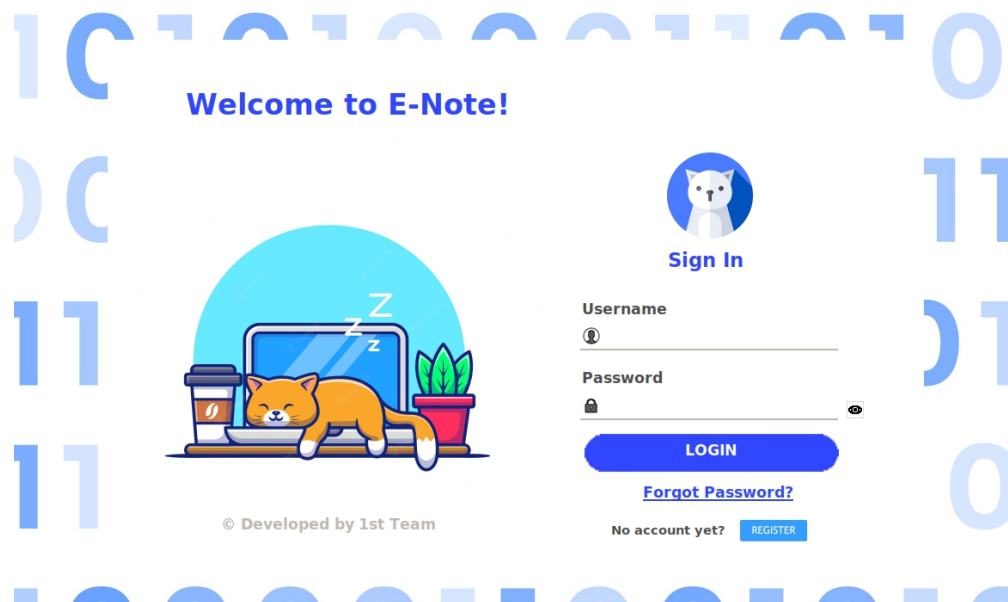 Welcome to E-Note!
Sign In
Username
Password
LOGIN
Forgot Password?
No account yet? REGISTER
Z
Z
z
© Developed by 1st Team